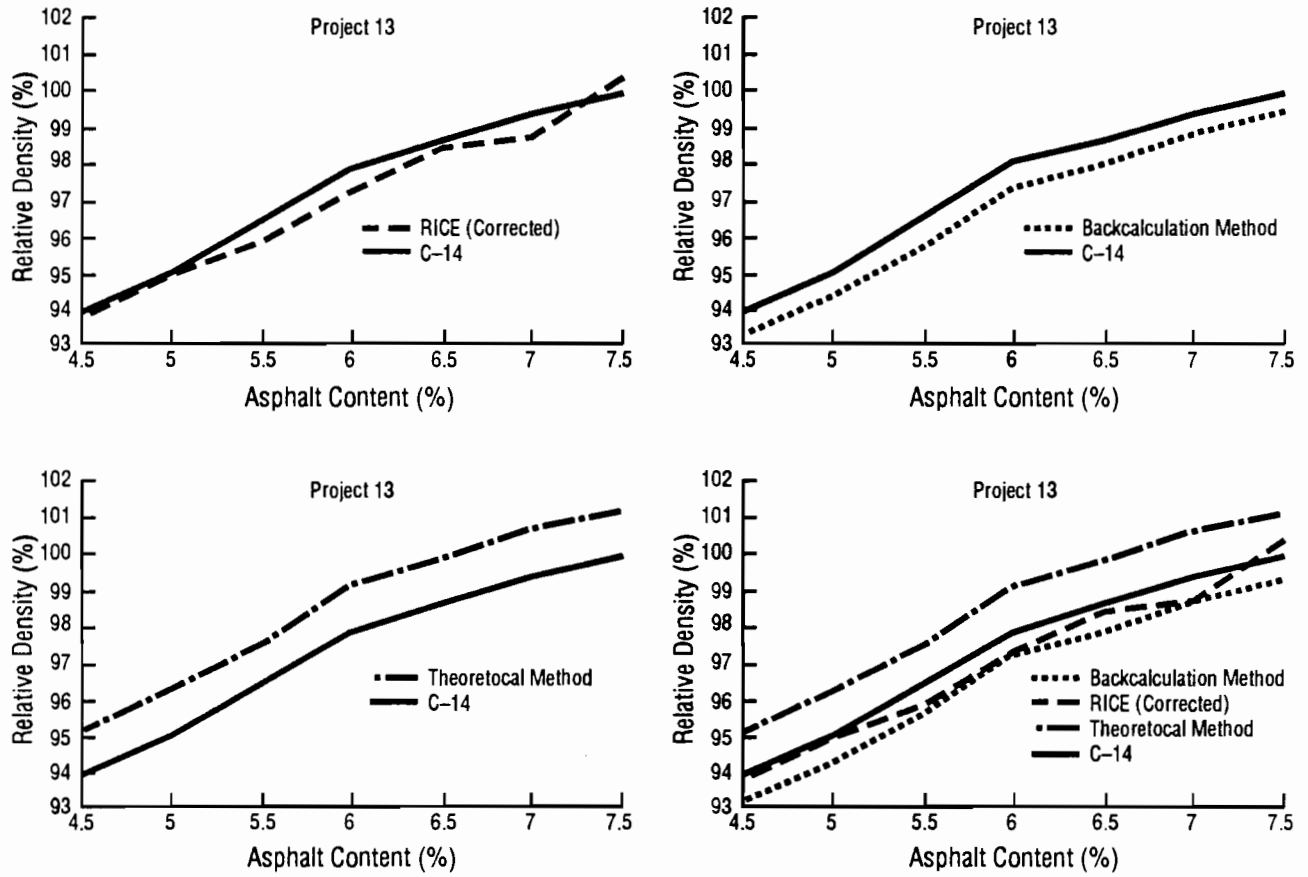 Project 13
102
101
100
99
98
97
96
95
94
93
Relative Density (%)
RICE (Corrected)
C–14
4.5 5 5.5 6 6.5 7 7.5
Asphalt Content (%)
Project 13
102
101
100
99
98
97
96
95
94
93
Relative Density (%)
Backcalculation Method
C–14
4.5 5 5.5 6 6.5 7 7.5
Asphalt Content (%)
Project 13
102
101
100
99
98
97
96
95
94
93
Relative Density (%)
Theoretocal Method
C–14
4.5 5 5.5 6 6.5 7 7.5
Asphalt Content (%)
Project 13
102
101
100
99
98
97
96
95
94
93
Relative Density (%)
Backcalculation Method
RICE (Corrected)
Theoretocal Method
C–14
4.5 5 5.5 6 6.5 7 7.5
Asphalt Content (%)